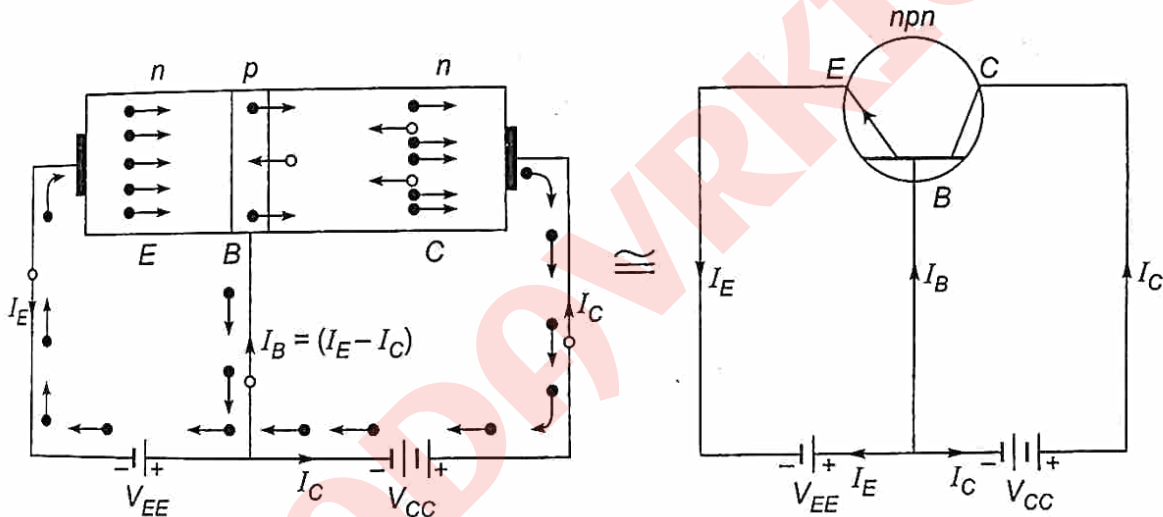 n p n
E B C
I_E
I_C
I_B = (I_E – I_C)
– +
V_EE
I_C
– +
V_CC
≅
npn
E C
B
I_E
I_B
I_C
– +
V_EE
I_E
I_C
– +
V_CC